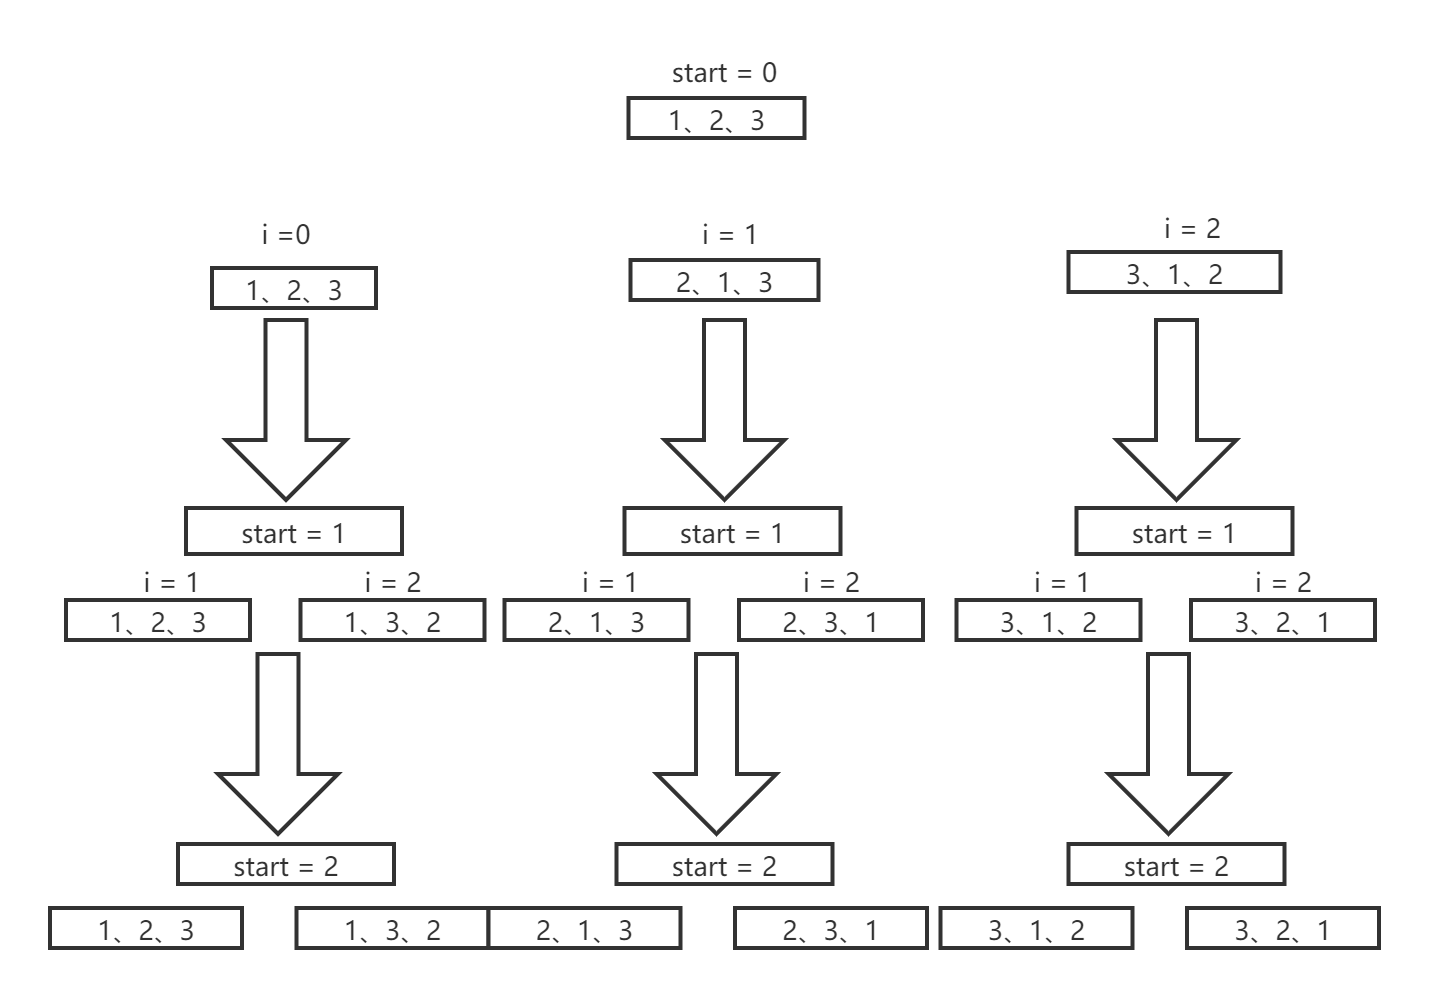 start = 0
1、2、3
i =0
i = 1
i = 2
1、2、3
2、1、3
3、1、2
start = 1
start = 1
start = 1
i = 1
i = 2
i = 1
i = 2
i = 1
i = 2
1、2、3
1、3、2
2、1、3
2、3、1
3、1、2
3、2、1
start = 2
start = 2
start = 2
1、2、3
1、3、2
2、1、3
2、3、1
3、1、2
3、2、1